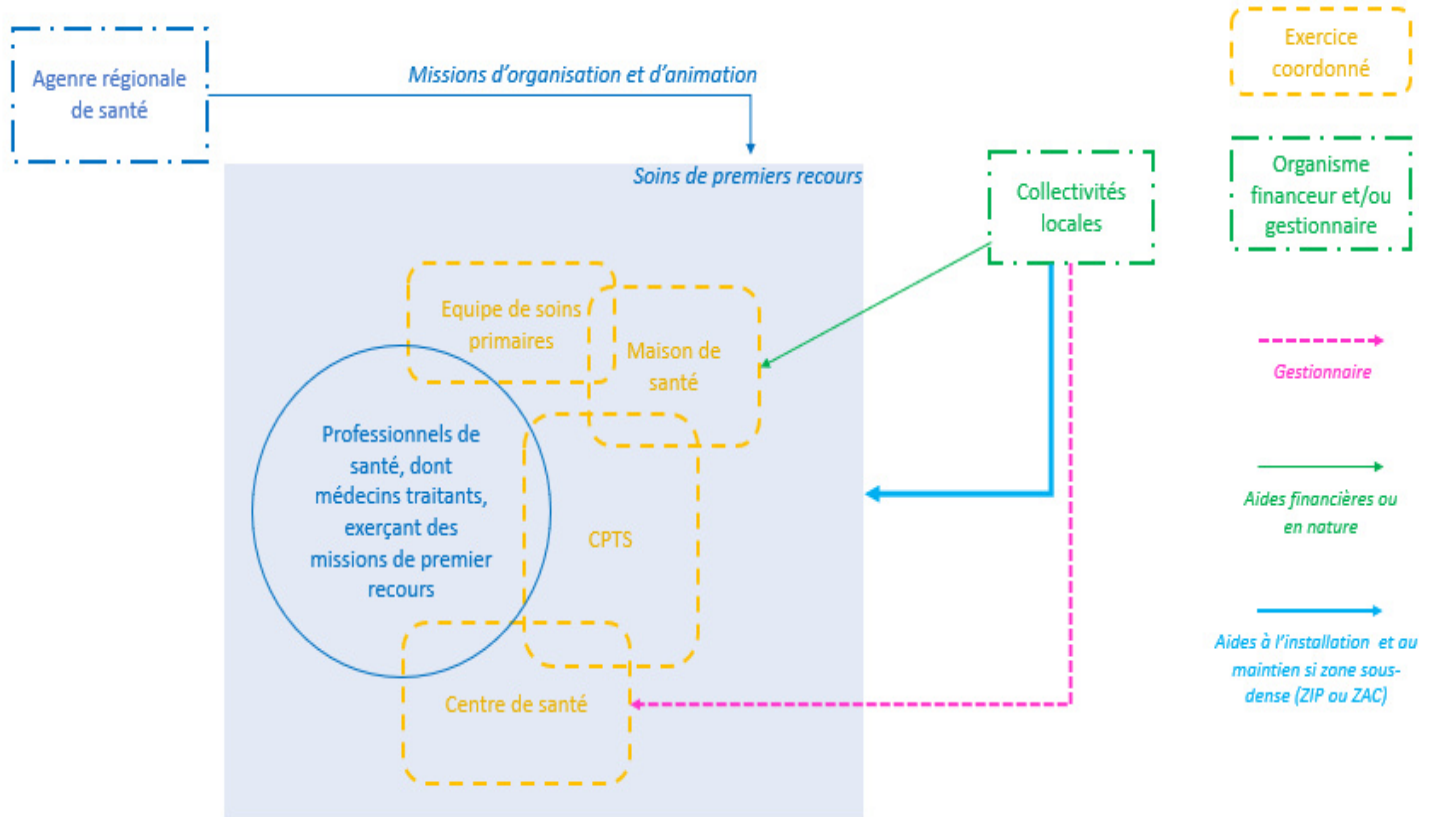 Agenre régionale
de santé
Missions d'organisation et d'animation
Soins de premiers recours
Collectivités
locales
Equipe de soins
primaires
Maison de
santé
Professionnels de
santé, dont
médecins traitants,
exerçant des
missions de premier
recours
CPTS
Centre de santé
Exercice
coordonné
Organisme
financeur et/ou
gestionnaire
Gestionnaire
Aides financières ou
en nature
Aides à l'installation et au
maintien si zone sous-
dense (ZIP ou ZAC)